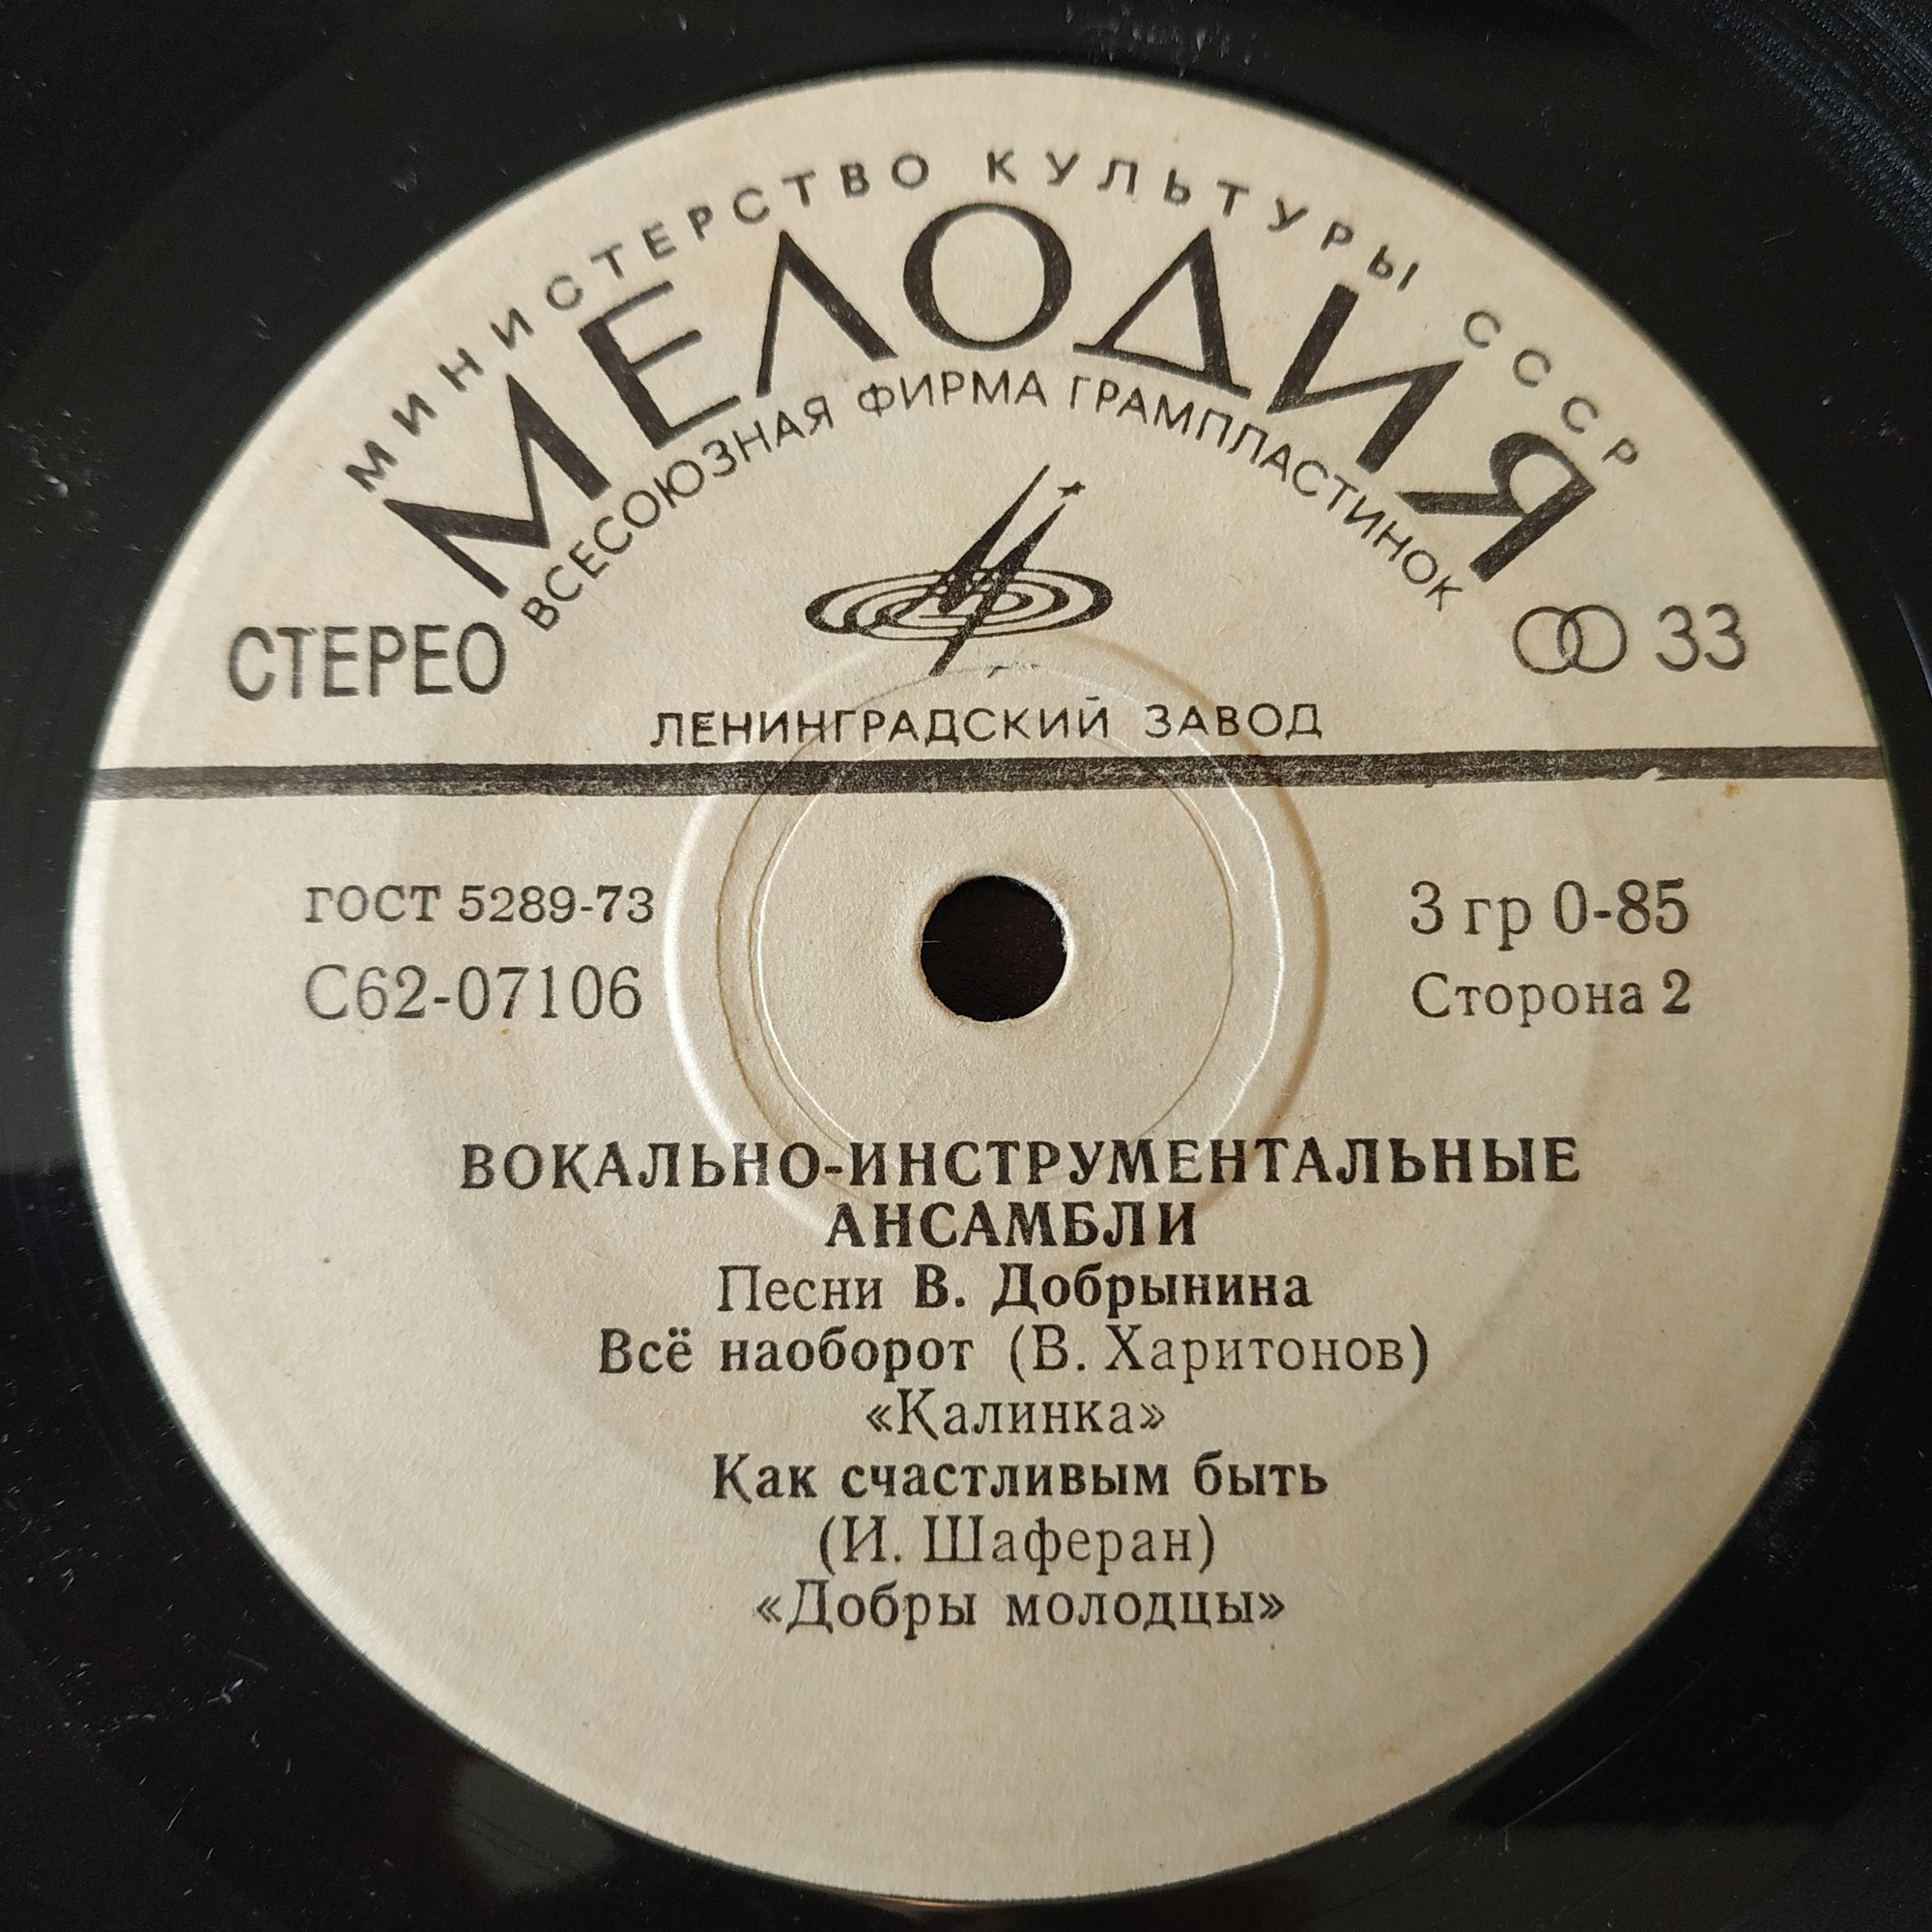 МИНИСТЕРСТВО КУЛЬТУРЫ СССР
МЕЛОДИЯ
ВСЕСОЮЗНАЯ ФИРМА ГРАМПЛАСТИНОК
СТЕРЕО
33
ЛЕНИНГРАДСКИЙ ЗАВОД
ГОСТ 5289-73
С62-07106
3 гр 0-85
Сторона 2
ВОКАЛЬНО-ИНСТРУМЕНТАЛЬНЫЕ
АНСАМБЛИ
Песни В. Добрынина
Всё наоборот (В. Харитонов)
«Калинка»
Как счастливым быть
(И. Шаферан)
«Добры молодцы»